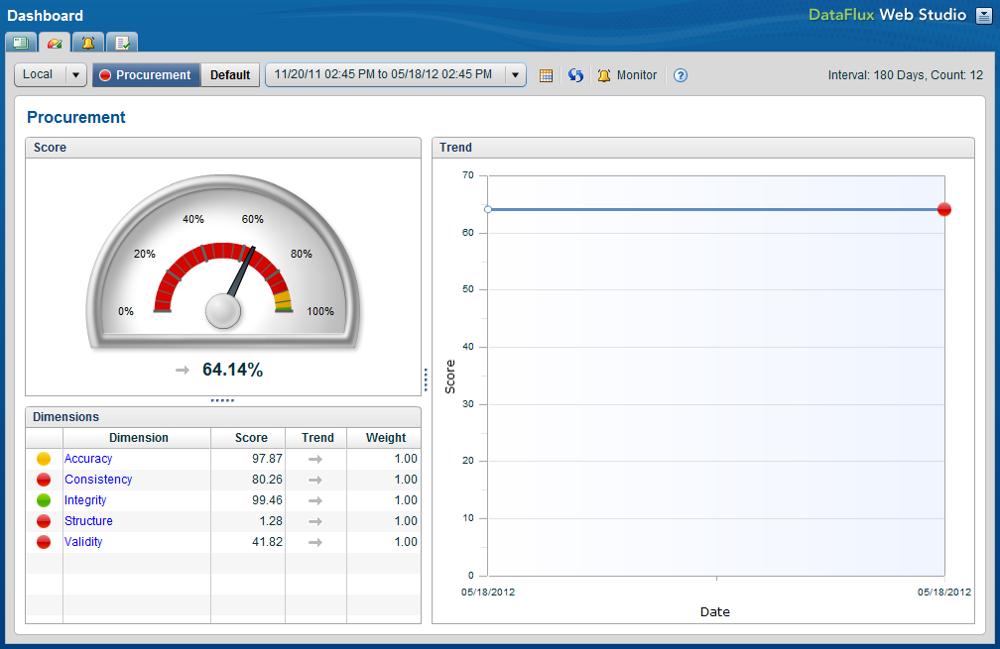 Dashboard
DataFlux Web Studio
Local
Procurement
Default
11/20/11 02:45 PM to 05/18/12 02:45 PM
Monitor
?
Interval: 180 Days, Count: 12
Procurement
Score
0%
20%
40%
60%
80%
100%
64.14%
Dimensions
Dimension Score Trend Weight
Accuracy 97.87 1.00
Consistency 80.26 1.00
Integrity 99.46 1.00
Structure 1.28 1.00
Validity 41.82 1.00
Trend
Score
70
60
50
40
30
20
10
0
05/18/2012 05/18/2012
Date